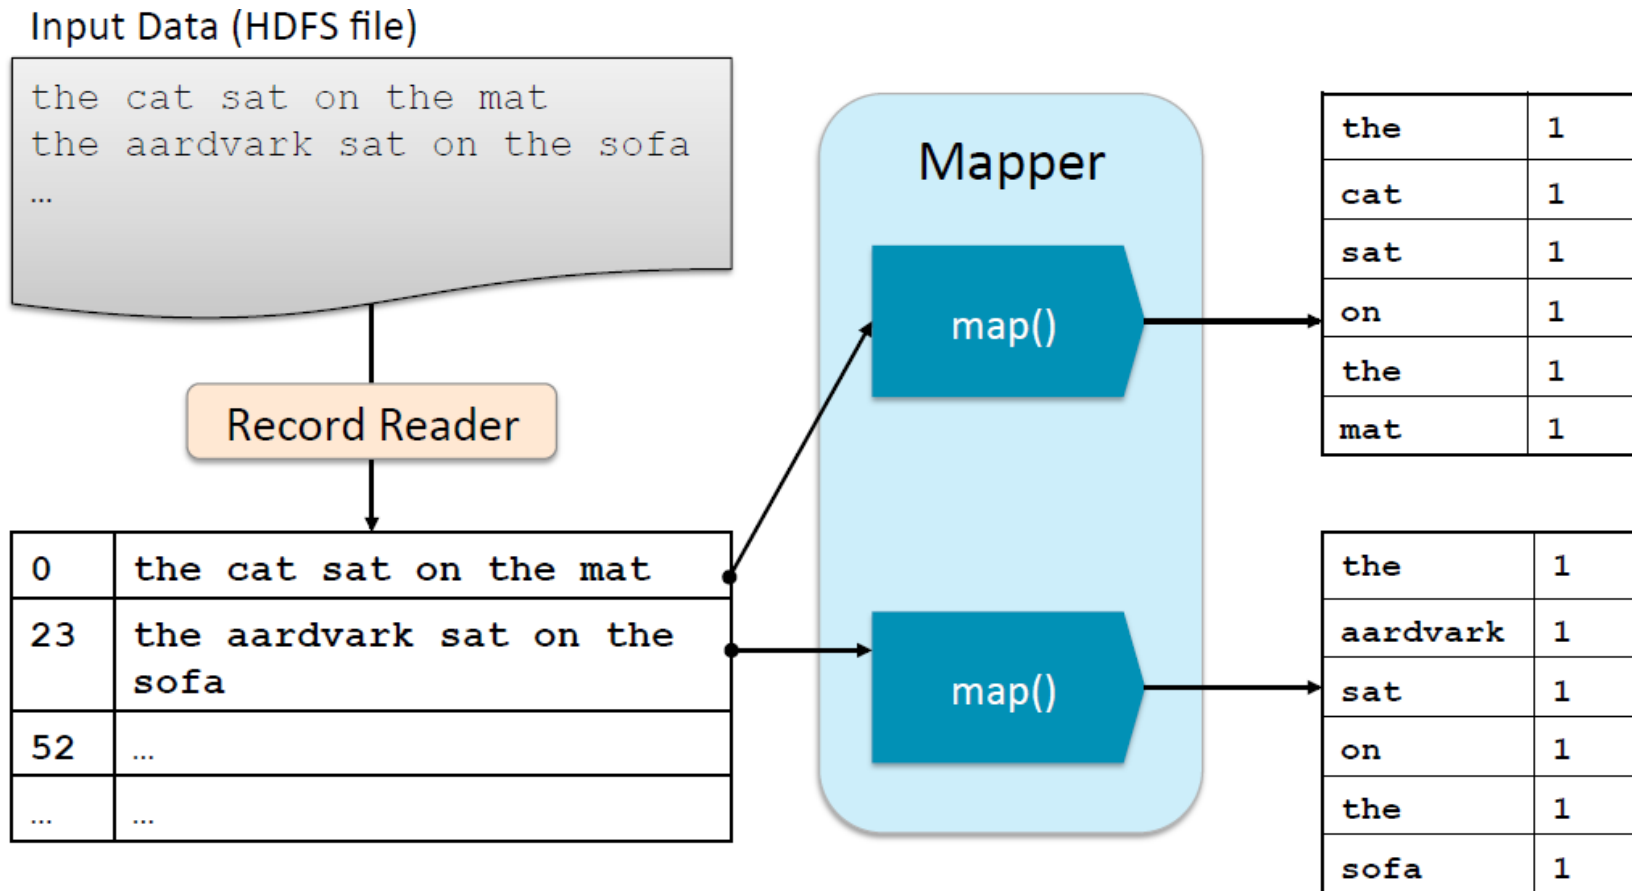 Input Data (HDFS file)
the cat sat on the mat
the aardvark sat on the sofa
…
Record Reader
0 the cat sat on the mat
23 the aardvark sat on the
sofa
52 …
… …
Mapper
map()
map()
the 1
cat 1
sat 1
on 1
the 1
mat 1
the 1
aardvark 1
sat 1
on 1
the 1
sofa 1